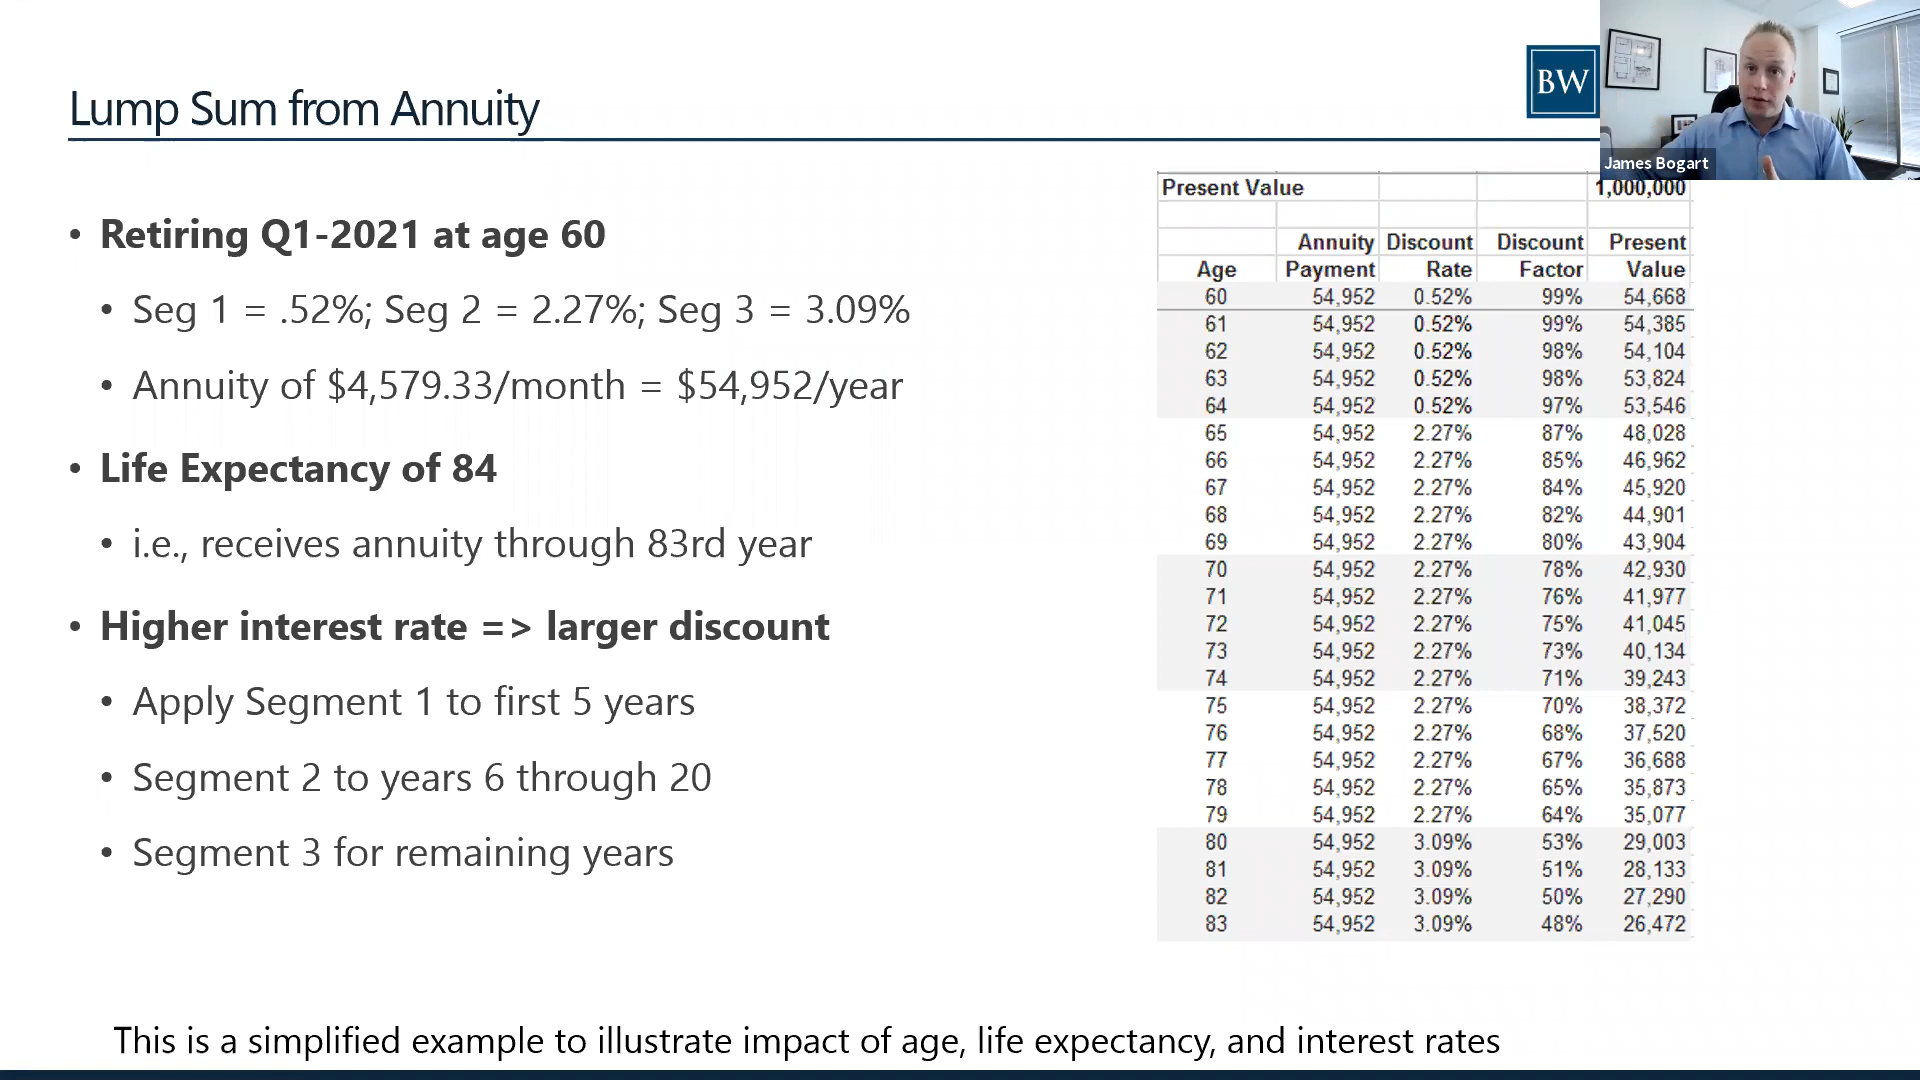 Lump Sum from Annuity
BW
James Bogart
• Retiring Q1-2021 at age 60
• Seg 1 = .52%; Seg 2 = 2.27%; Seg 3 = 3.09%
• Annuity of $4,579.33/month = $54,952/year
• Life Expectancy of 84
• i.e., receives annuity through 83rd year
• Higher interest rate => larger discount
• Apply Segment 1 to first 5 years
• Segment 2 to years 6 through 20
• Segment 3 for remaining years
Present Value 1,000,000
Annuity Discount Discount Present
Age Payment Rate Factor Value
60 54,952 0.52% 99% 54,668
61 54,952 0.52% 99% 54,385
62 54,952 0.52% 98% 54,104
63 54,952 0.52% 98% 53,824
64 54,952 0.52% 97% 53,546
65 54,952 2.27% 87% 48,028
66 54,952 2.27% 85% 46,962
67 54,952 2.27% 84% 45,920
68 54,952 2.27% 82% 44,901
69 54,952 2.27% 80% 43,904
70 54,952 2.27% 78% 42,930
71 54,952 2.27% 76% 41,977
72 54,952 2.27% 75% 41,045
73 54,952 2.27% 73% 40,134
74 54,952 2.27% 71% 39,243
75 54,952 2.27% 70% 38,372
76 54,952 2.27% 68% 37,520
77 54,952 2.27% 67% 36,688
78 54,952 2.27% 65% 35,873
79 54,952 2.27% 64% 35,077
80 54,952 3.09% 53% 29,003
81 54,952 3.09% 51% 28,133
82 54,952 3.09% 50% 27,290
83 54,952 3.09% 48% 26,472
This is a simplified example to illustrate impact of age, life expectancy, and interest rates